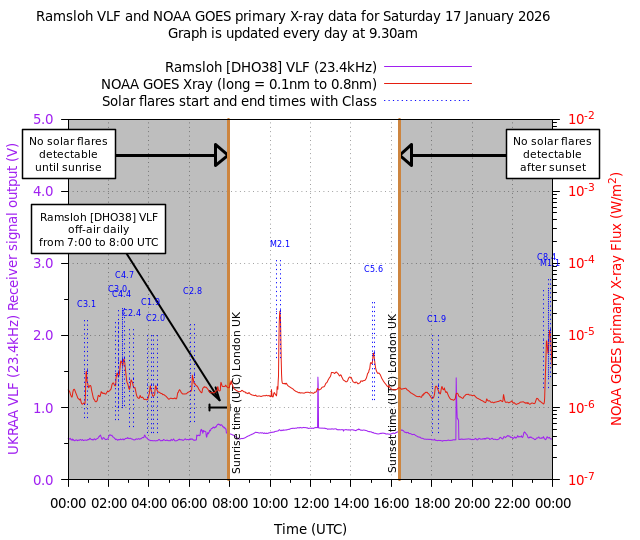 Ramsloh VLF and NOAA GOES primary X-ray data for Saturday 17 January 2026
Graph is updated every day at 9.30am
Ramsloh [DHO38] VLF (23.4kHz)
NOAA GOES Xray (long = 0.1nm to 0.8nm)
Solar flares start and end times with Class
5.0
4.0
3.0
2.0
1.0
0.0
UKRAA VLF (23.4kHz) Receiver signal output (V)
No solar flares
detectable
until sunrise
No solar flares
detectable
after sunset
Ramsloh [DHO38] VLF
off-air daily
from 7:00 to 8:00 UTC
C3.1
C3.0
C4.7
C4.4
C2.4
C2.0
C2.8
M2.1
C5.6
C1.9
Sunrise time (UTC) London UK
Sunset time (UTC) London UK
10⁻²
10⁻³
10⁻⁴
10⁻⁵
10⁻⁶
10⁻⁷
NOAA GOES primary X-ray Flux (W/m²)
00:00 02:00 04:00 06:00 08:00 10:00 12:00 14:00 16:00 18:00 20:00 22:00 00:00
Time (UTC)